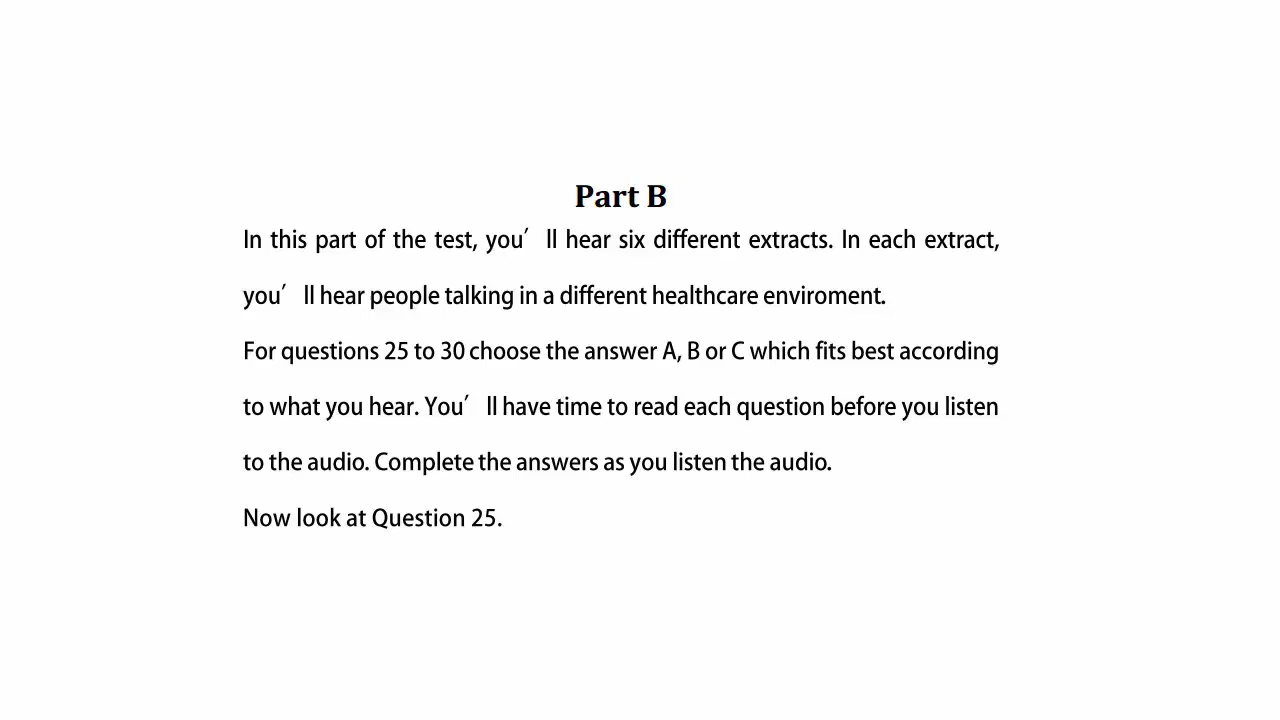 Part B
In this part of the test, you′ ll hear six different extracts. In each extract,
you′ ll hear people talking in a different healthcare enviroment.
For questions 25 to 30 choose the answer A, B or C which fits best according
to what you hear. You′ ll have time to read each question before you listen
to the audio. Complete the answers as you listen the audio.
Now look at Question 25.